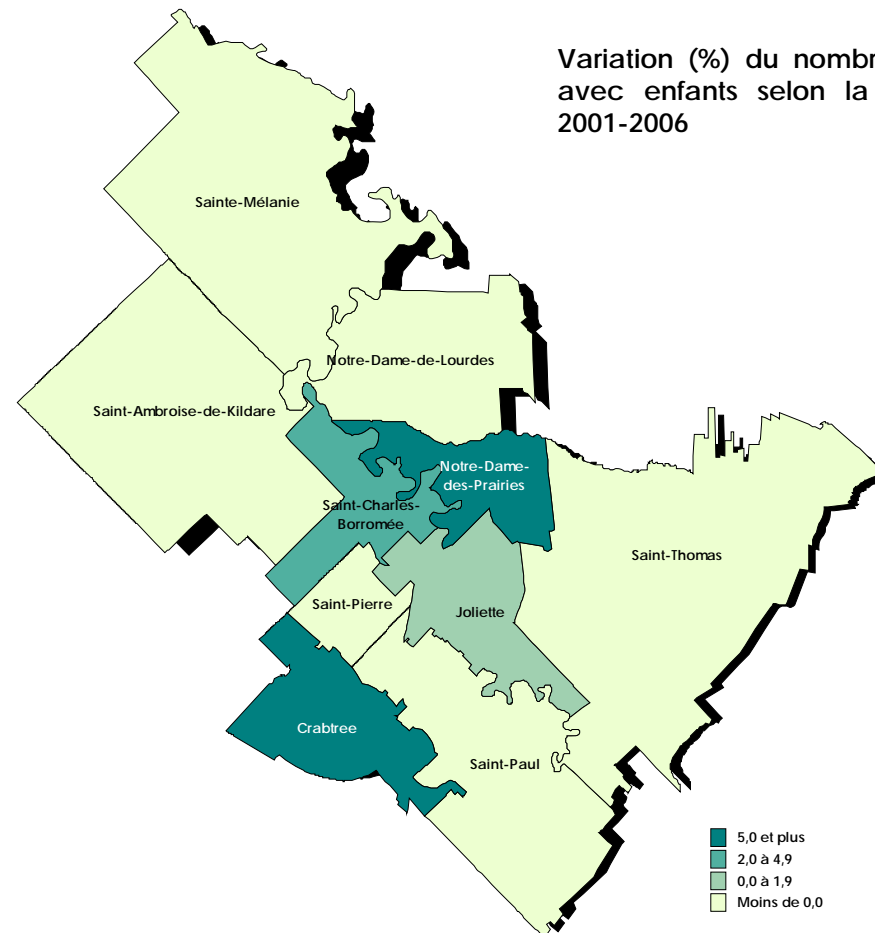 Variation (%) du nombr
avec enfants selon la
2001-2006
Sainte-Mélanie
Notre-Dame-de-Lourdes
Saint-Ambroise-de-Kildare
Notre-Dame-
des-Prairies
Saint-Charles-
Borromée
Saint-Thomas
Saint-Pierre
Joliette
Crabtree
Saint-Paul
5,0 et plus
2,0 à 4,9
0,0 à 1,9
Moins de 0,0